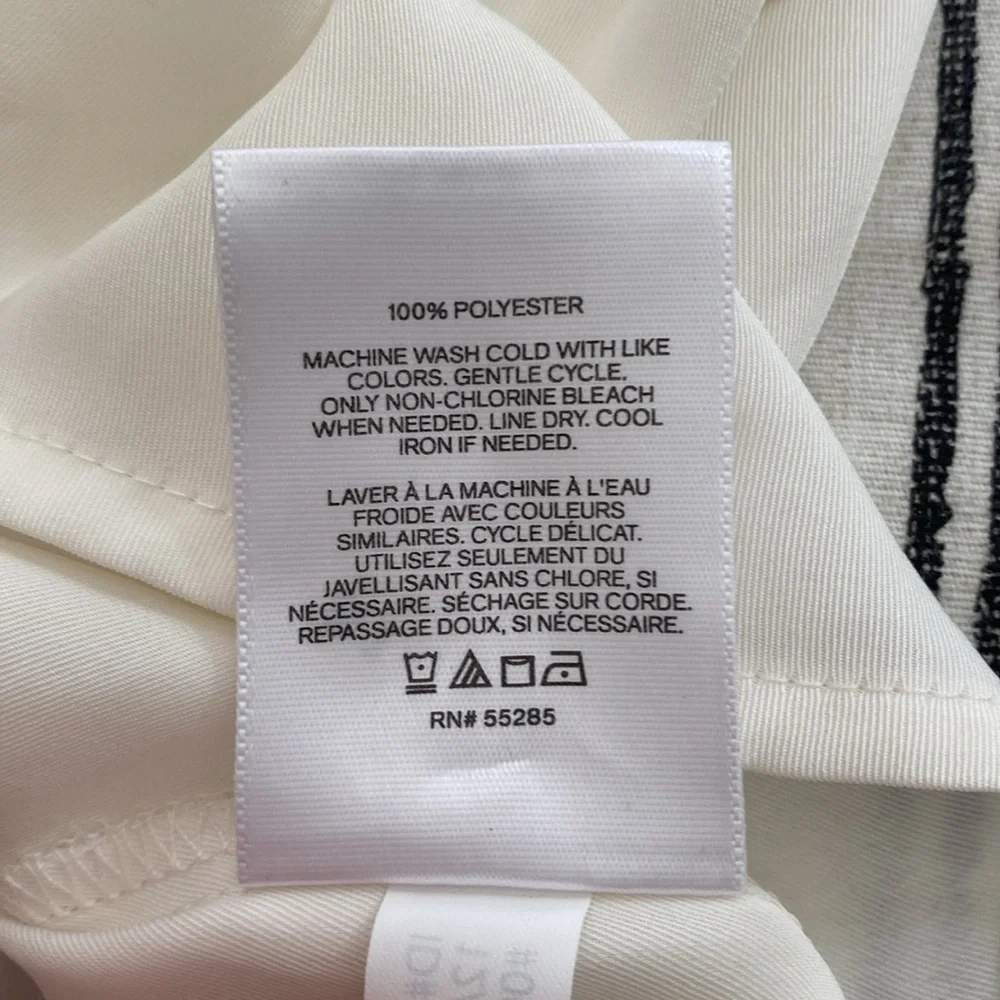 100% POLYESTER
MACHINE WASH COLD WITH LIKE
COLORS. GENTLE CYCLE.
ONLY NON-CHLORINE BLEACH
WHEN NEEDED. LINE DRY. COOL
IRON IF NEEDED.
LAVER À LA MACHINE À L'EAU
FROIDE AVEC COULEURS
SIMILAIRES. CYCLE DÉLICAT.
UTILISEZ SEULEMENT DU
JAVELLISANT SANS CHLORE, SI
NÉCESSAIRE. SÉCHAGE SUR CORDE.
REPASSAGE DOUX, SI NÉCESSAIRE.
RN# 55285